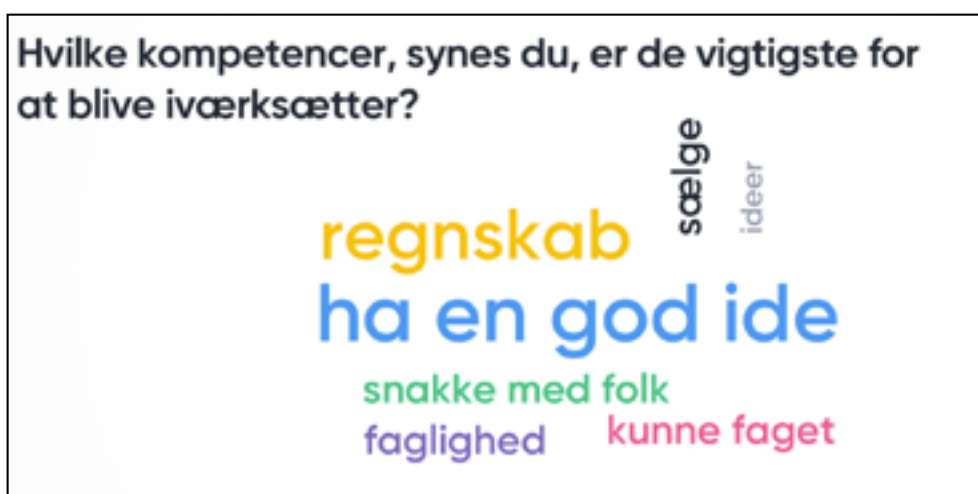 Hvilke kompetencer, synes du, er de vigtigste for
at blive iværksætter?
sælge
ideer
regnskab
ha en god ide
snakke med folk
kunne faget
faglighed